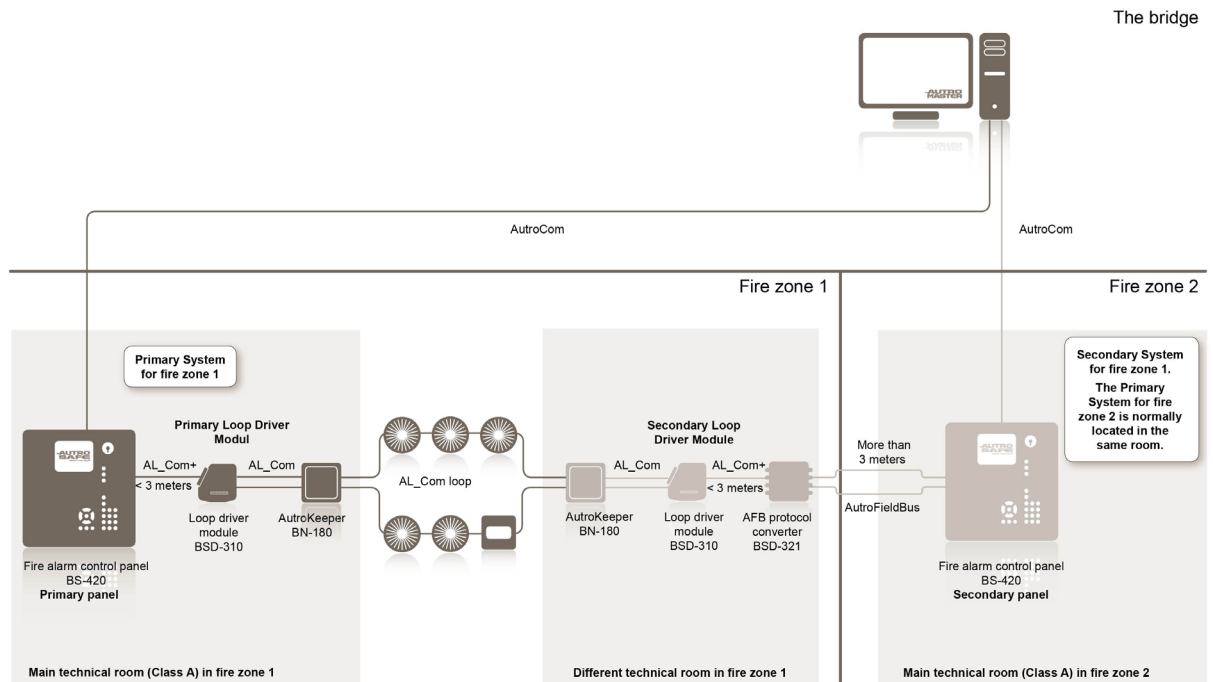 The bridge
AUTRO
MASTER
AutroCom
AutroCom
Fire zone 1
Fire zone 2
Primary System
for fire zone 1
Secondary System
for fire zone 1.
The Primary
System for fire
zone 2 is normally
located in the
same room.
Primary Loop Driver
Modul
AUTRO
SAFE
AL_Com+
< 3 meters
AL_Com
Loop driver
module
BSD-310
AutroKeeper
BN-180
Fire alarm control panel
BS-420
Primary panel
AL_Com loop
Secondary Loop
Driver Module
AL_Com
AL_Com+
< 3 meters
AutroKeeper
BN-180
Loop driver
module
BSD-310
AFB protocol
converter
BSD-321
More than
3 meters
AutroFieldBus
AUTRO
SAFE
Fire alarm control panel
BS-420
Secondary panel
Main technical room (Class A) in fire zone 1
Different technical room in fire zone 1
Main technical room (Class A) in fire zone 2